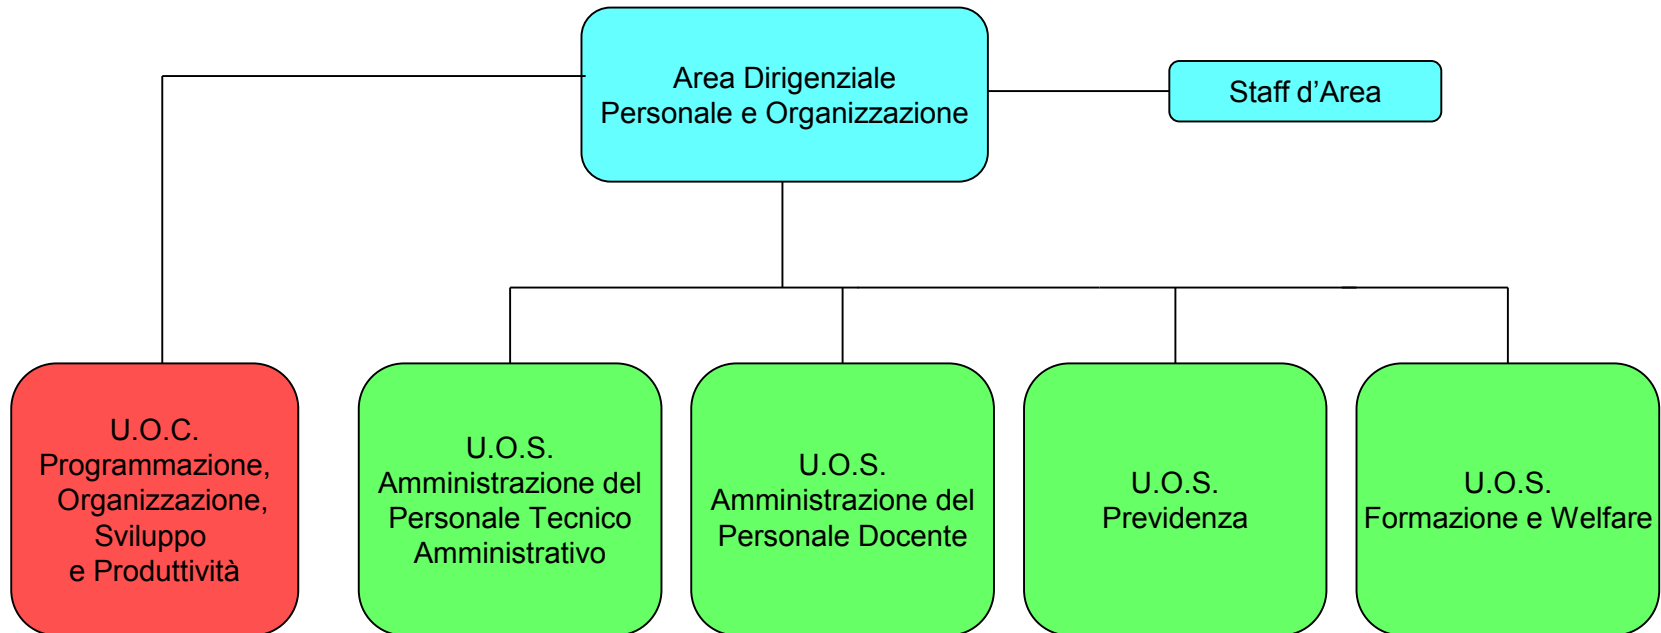 Area Dirigenziale
Personale e Organizzazione
Staff d’Area
U.O.C.
Programmazione,
Organizzazione,
Sviluppo
e Produttività
U.O.S.
Amministrazione del
Personale Tecnico
Amministrativo
U.O.S.
Amministrazione del
Personale Docente
U.O.S.
Previdenza
U.O.S.
Formazione e Welfare